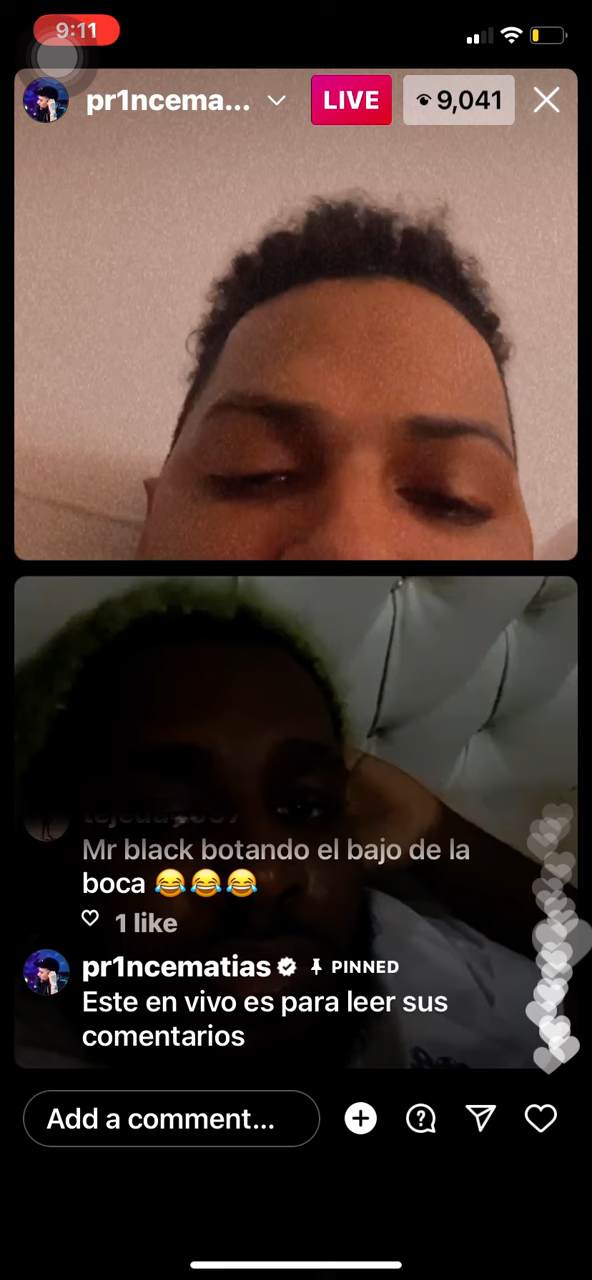 9:11
pr1ncema...
LIVE
9,041
Mr black botando el bajo de la
boca 😂😂😂
1 like
pr1ncematias PINNED
Este en vivo es para leer sus
comentarios
Add a comment...